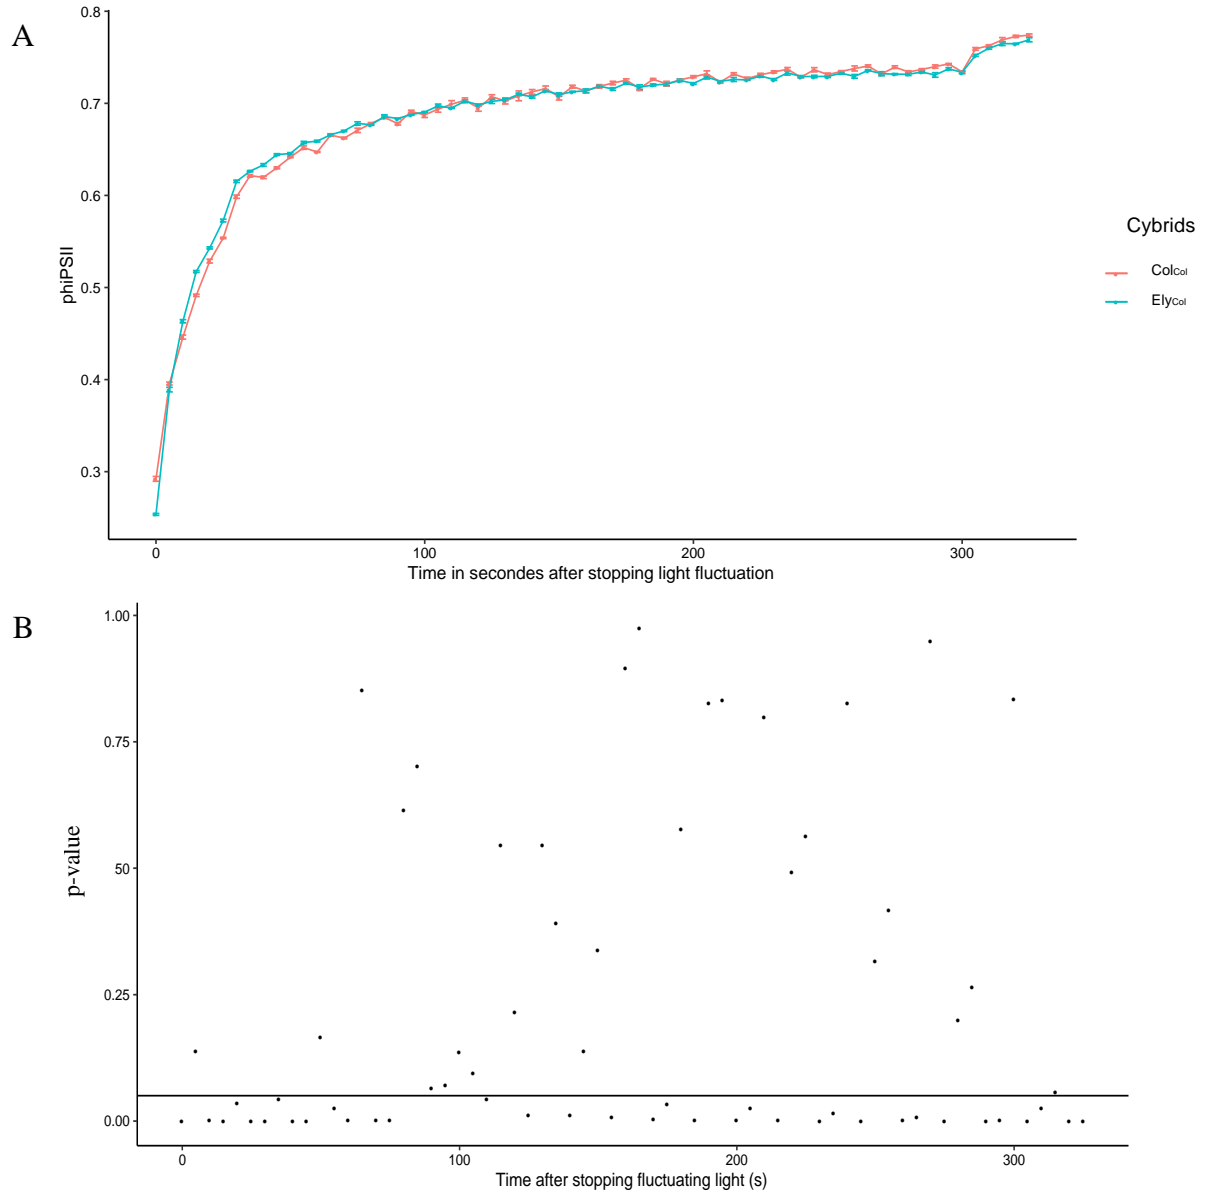 A
0.8
0.7
0.6
0.5
0.4
0.3
phiPSII
0
100
200
300
Time in secondes after stopping light fluctuation
Cybrids
ColCol
ElyCol
B
1.00
0.75
50
0.25
0.00
p-value
0
100
200
300
Time after stopping fluctuating light (s)